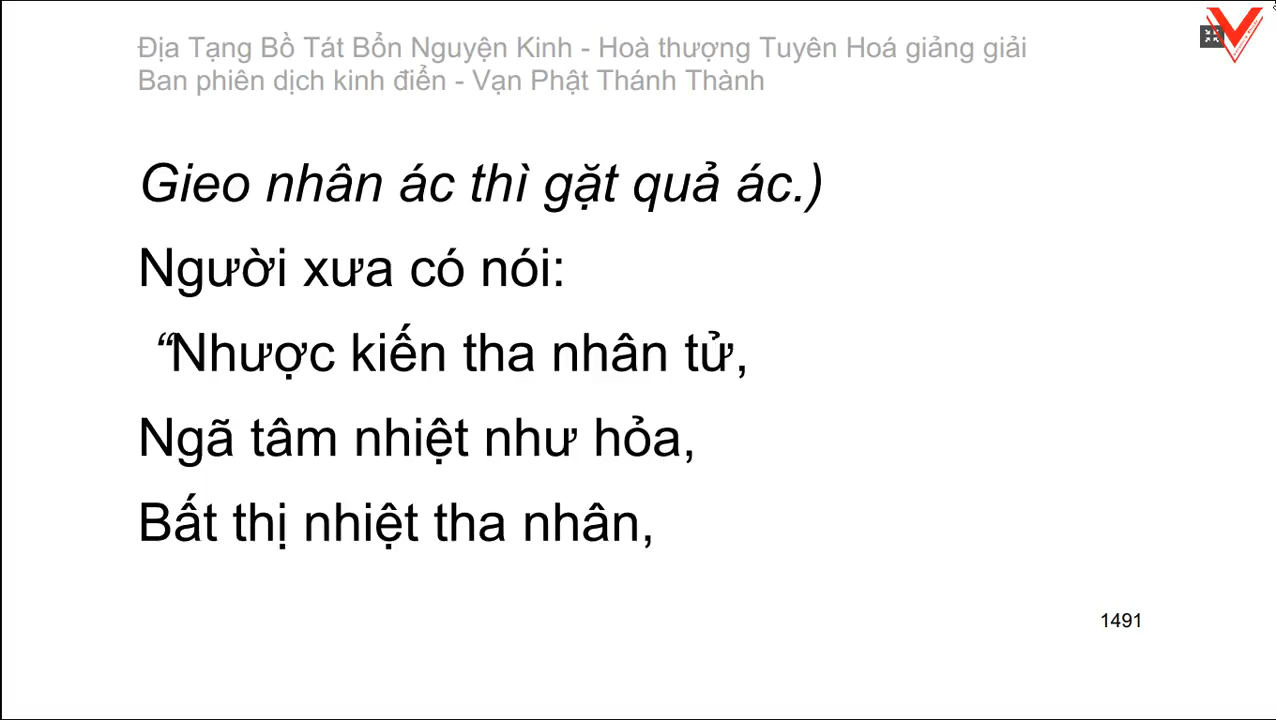 Địa Tạng Bồ Tát Bổn Nguyện Kinh - Hoà thượng Tuyên Hoá giảng giải
Ban phiên dịch kinh điển - Vạn Phật Thánh Thành
Gieo nhân ác thì gặt quả ác.)
Người xưa có nói:
“Nhược kiến tha nhân tử,
Ngã tâm nhiệt như hỏa,
Bất thị nhiệt tha nhân,
1491